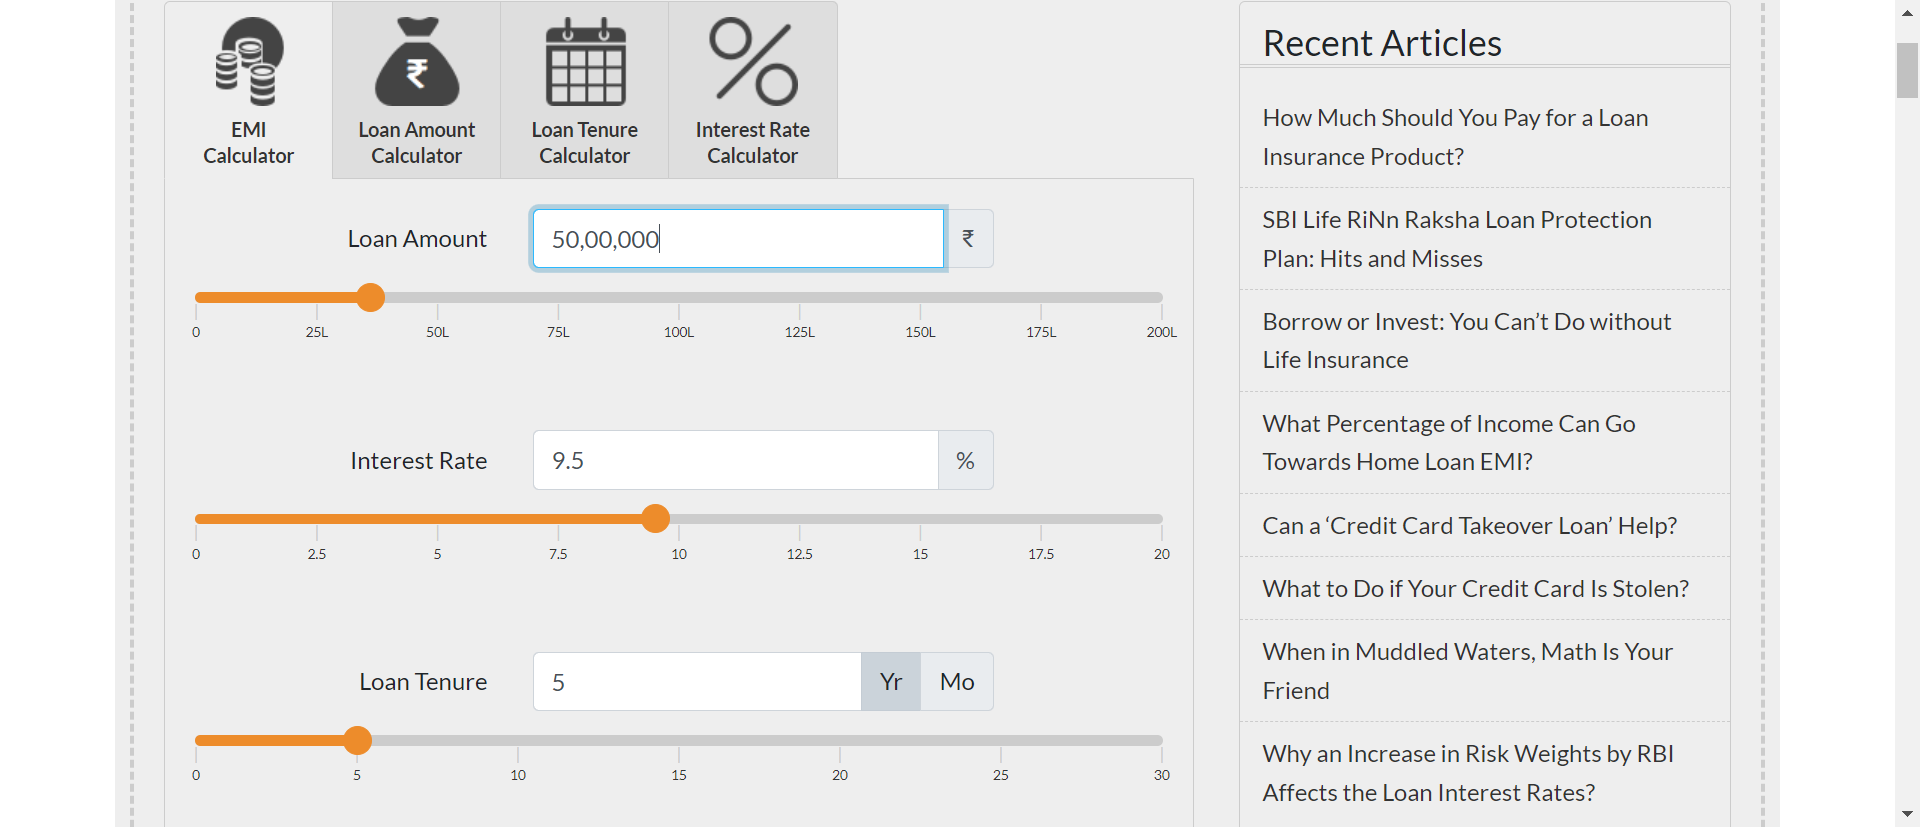 EMI
Calculator
Loan Amount
Calculator
Loan Tenure
Calculator
Interest Rate
Calculator
Loan Amount
50,00,000
₹
0
25L
50L
75L
100L
125L
150L
175L
200L
Interest Rate
9.5
%
0
2.5
5
7.5
10
12.5
15
17.5
20
Loan Tenure
5
Yr
Mo
0
5
10
15
20
25
30
Recent Articles
How Much Should You Pay for a Loan
Insurance Product?
SBI Life RiNn Raksha Loan Protection
Plan: Hits and Misses
Borrow or Invest: You Can’t Do without
Life Insurance
What Percentage of Income Can Go
Towards Home Loan EMI?
Can a ‘Credit Card Takeover Loan’ Help?
What to Do if Your Credit Card Is Stolen?
When in Muddled Waters, Math Is Your
Friend
Why an Increase in Risk Weights by RBI
Affects the Loan Interest Rates?